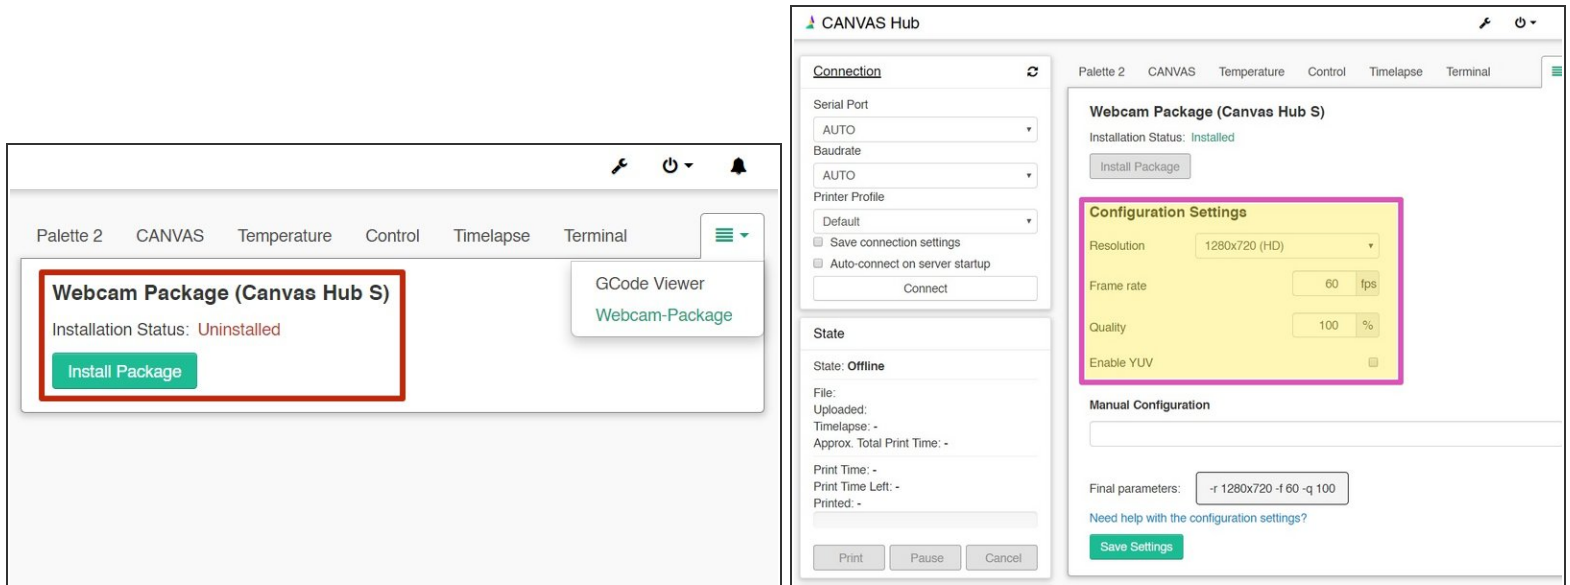 Palette 2 CANVAS Temperature Control Timelapse Terminal
Webcam Package (Canvas Hub S)
Installation Status: Uninstalled
Install Package
GCode Viewer
Webcam-Package
CANVAS Hub
Connection
Serial Port
AUTO
Baudrate
AUTO
Printer Profile
Default
Save connection settings
Auto-connect on server startup
Connect
State
State: Offline
File:
Uploaded:
Timelapse: -
Approx. Total Print Time: -
Print Time: -
Print Time Left: -
Printed: -
Print Pause Cancel
Palette 2 CANVAS Temperature Control Timelapse Terminal
Webcam Package (Canvas Hub S)
Installation Status: Installed
Install Package
Configuration Settings
Resolution 1280x720 (HD)
Frame rate 60 fps
Quality 100 %
Enable YUV
Manual Configuration
Final parameters: -r 1280x720 -f 60 -q 100
Need help with the configuration settings?
Save Settings